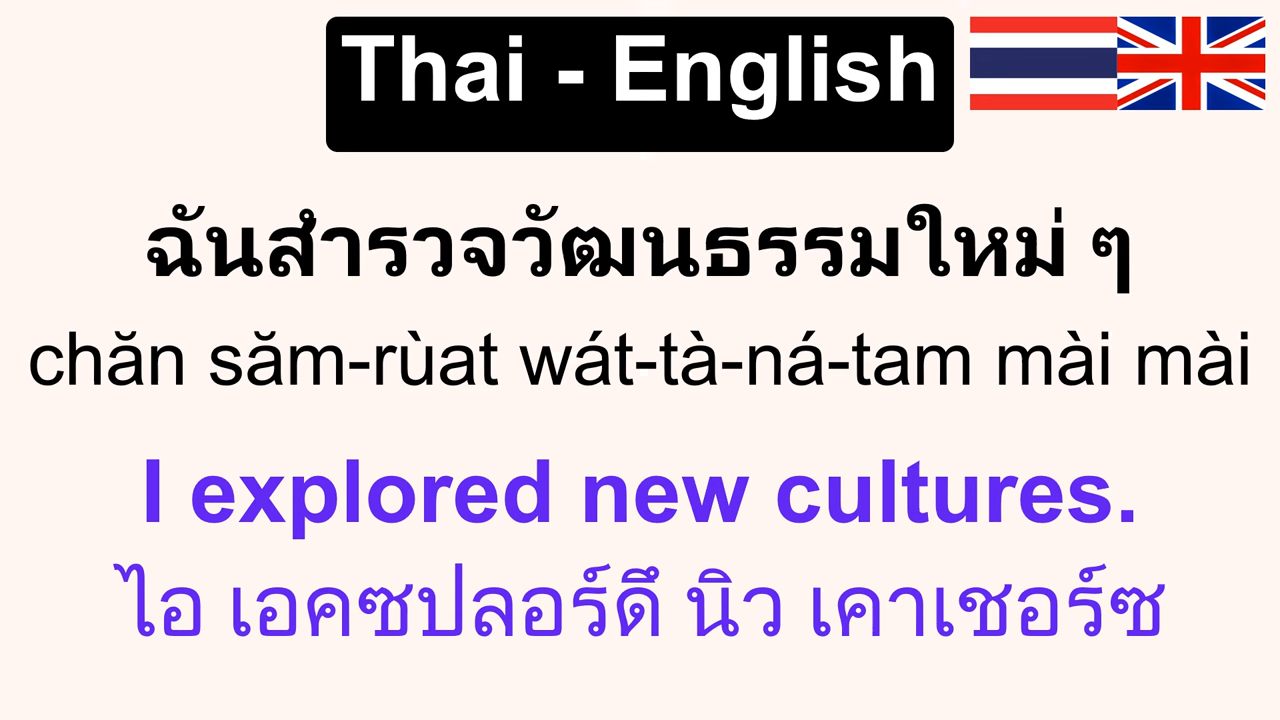 Thai - English
ฉันสำรวจวัฒนธรรมใหม่ ๆ
chăn săm-rùat wát-tà-ná-tam mài mài
I explored new cultures.
ไอ เอคซปลอร์ดึ นิว เคาเชอร์ซ